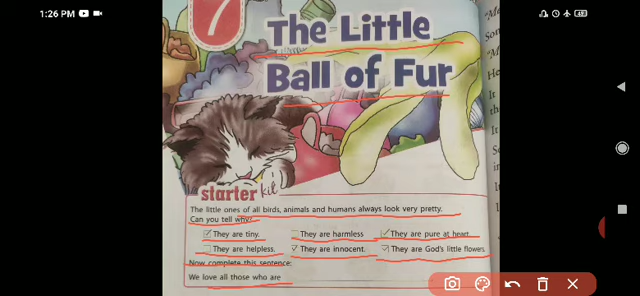 1:26 PM
7
The Little
Ball of Fur
starter kit
The little ones of all birds, animals and humans always look very pretty.
Can you tell why?
They are tiny. They are harmless They are pure at heart.
They are helpless. They are innocent. They are God's little flowers.
Now complete this sentence:
We love all those who are